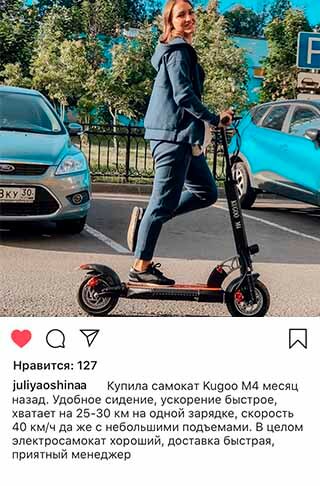 P
30
KUGOO M4
Нравится: 127
juliyaoshinaa Купила самокат Kugoo M4 месяц
назад. Удобное сидение, ускорение быстрое,
хватает на 25-30 км на одной зарядке, скорость
40 км/ч да же с небольшими подъемами. В целом
электросамокат хороший, доставка быстрая,
приятный менеджер